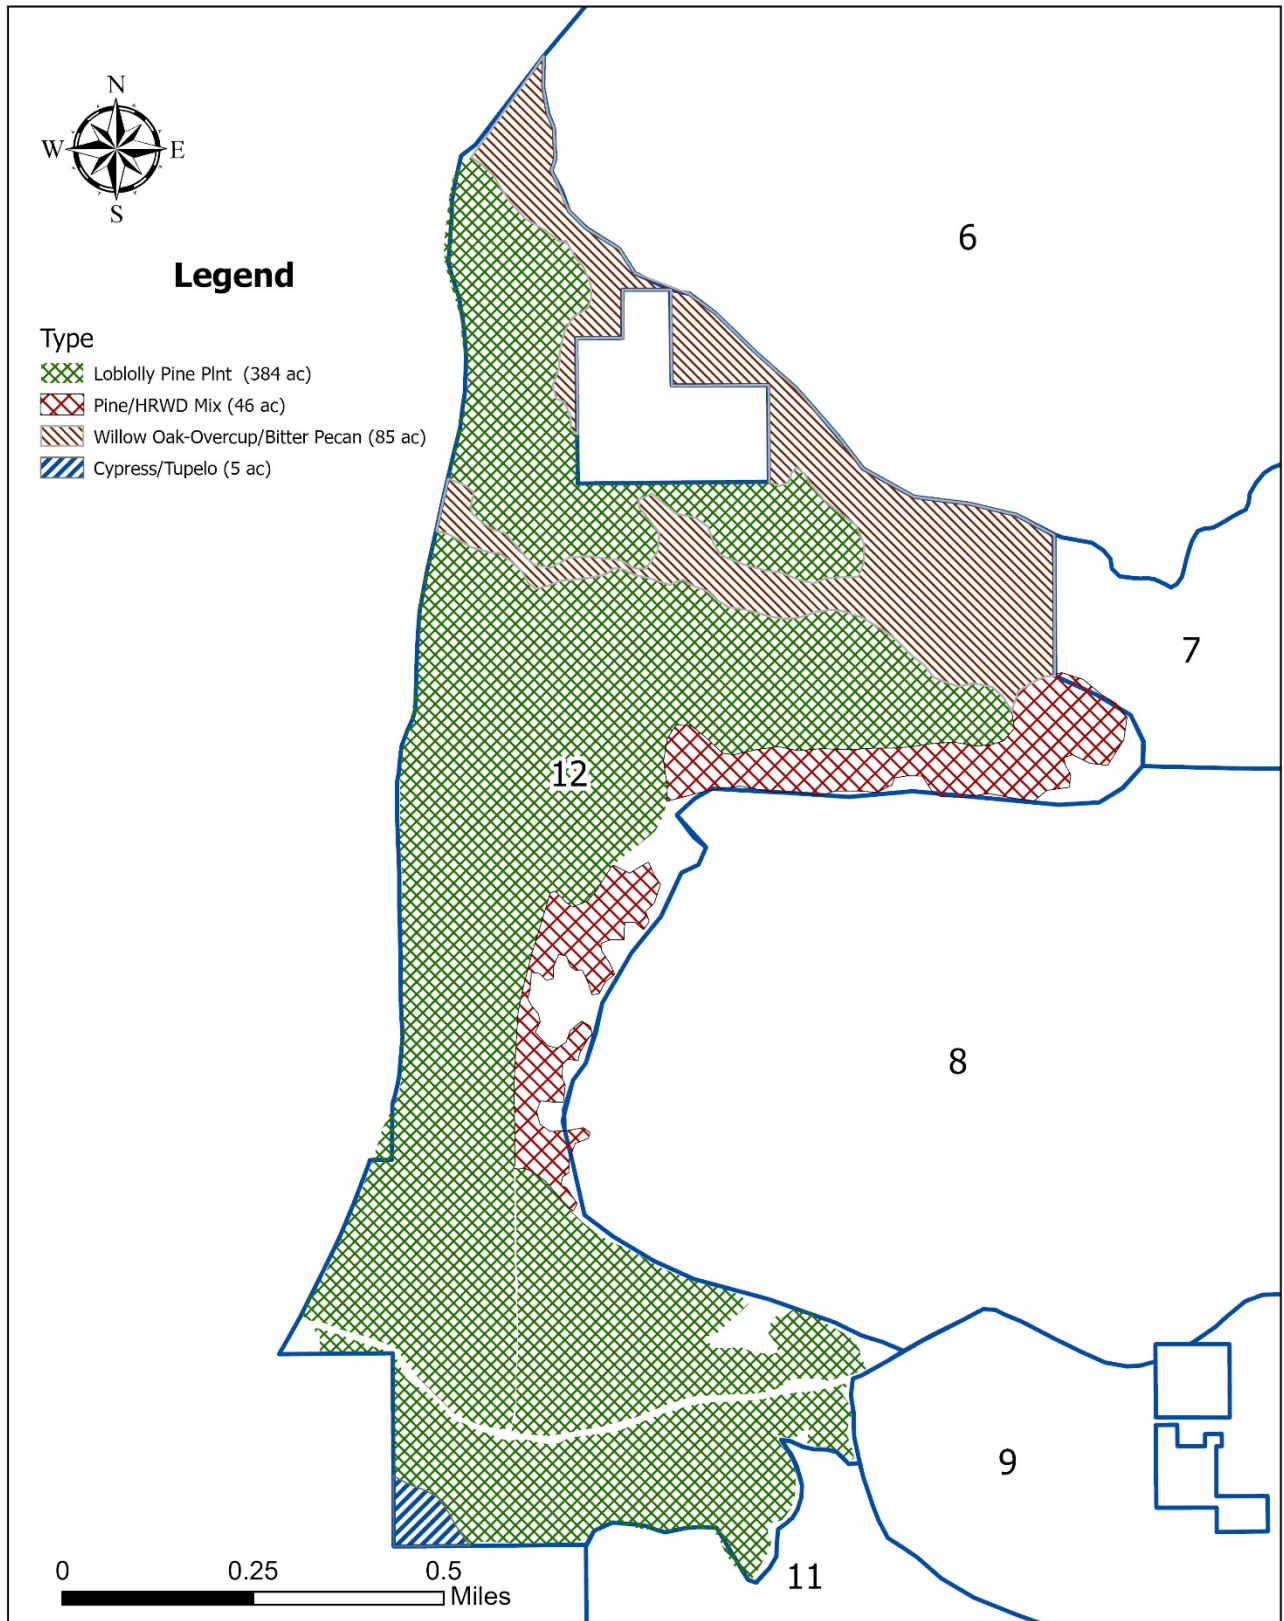 N
W E
S
Legend
Type
Loblolly Pine Plnt (384 ac)
Pine/HRWD Mix (46 ac)
Willow Oak-Overcup/Bitter Pecan (85 ac)
Cypress/Tupelo (5 ac)
6
7
12
8
9
11
0 0.25 0.5
Miles